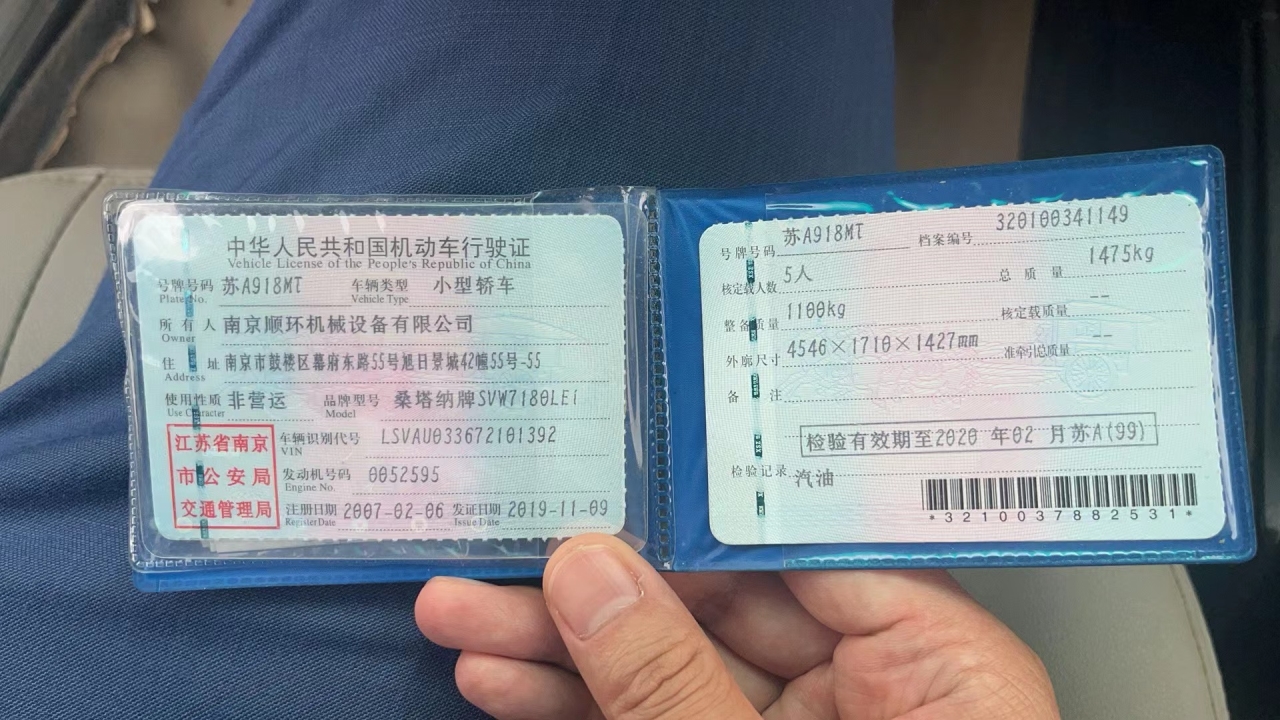 中华人民共和国机动车行驶证
Vehicle License of the People's Republic of China
号牌号码 苏A918MT 车辆类型 小型轿车
Plate No. Vehicle Type
所有人 南京顺环机械设备有限公司
Owner
住址 南京市鼓楼区幕府东路55号旭日景城42幢55号-55
Address
使用性质 非营运 品牌型号 桑塔纳牌SVW7180LEi
Use Character Model
江苏省南京
市公安局
交通管理局
车辆识别代号 LSVAU033672101392
VIN
发动机号码 0052595
Engine No.
注册日期 2007-02-06 发证日期 2019-11-09
Register Date Issue Date
号牌号码 苏A918MT 档案编号 320100341149
核定载人数 5人 总质量 1475kg
整备质量 1100kg 核定载质量 --
外廓尺寸 4546×1710×1427mm 准牵引总质量 --
备注
检验有效期至2020年02月苏A(99)
检验记录 汽油
*3210037882531*